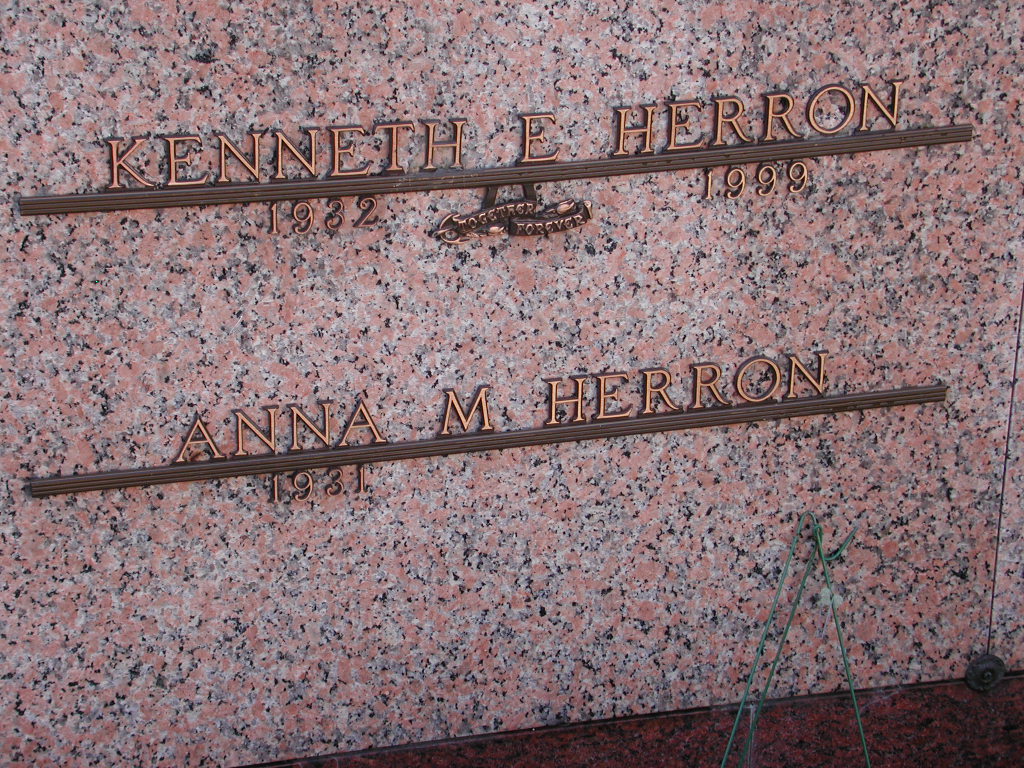 KENNETH E HERRON
1932 1999
TOGETHER
FOREVER
ANNA M HERRON
1931